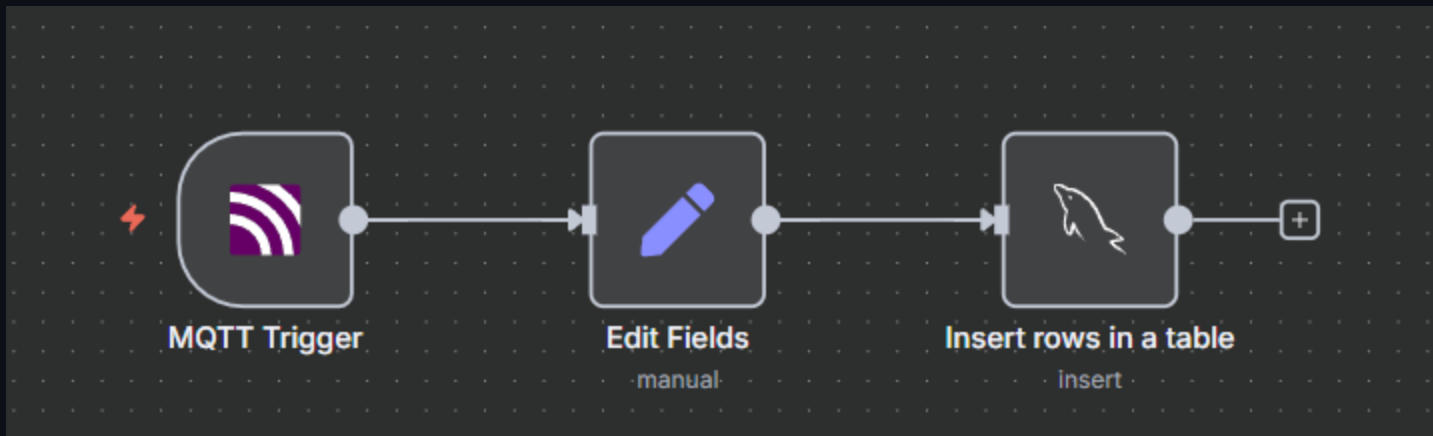 MQTT Trigger
Edit Fields
manual
Insert rows in a table
insert